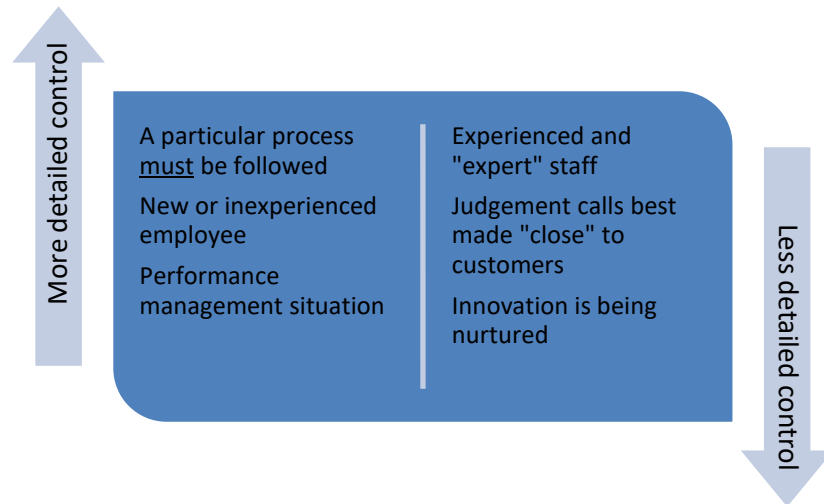 More detailed control
A particular process
must be followed
New or inexperienced
employee
Performance
management situation
Experienced and
"expert" staff
Judgement calls best
made "close" to
customers
Innovation is being
nurtured
Less detailed control